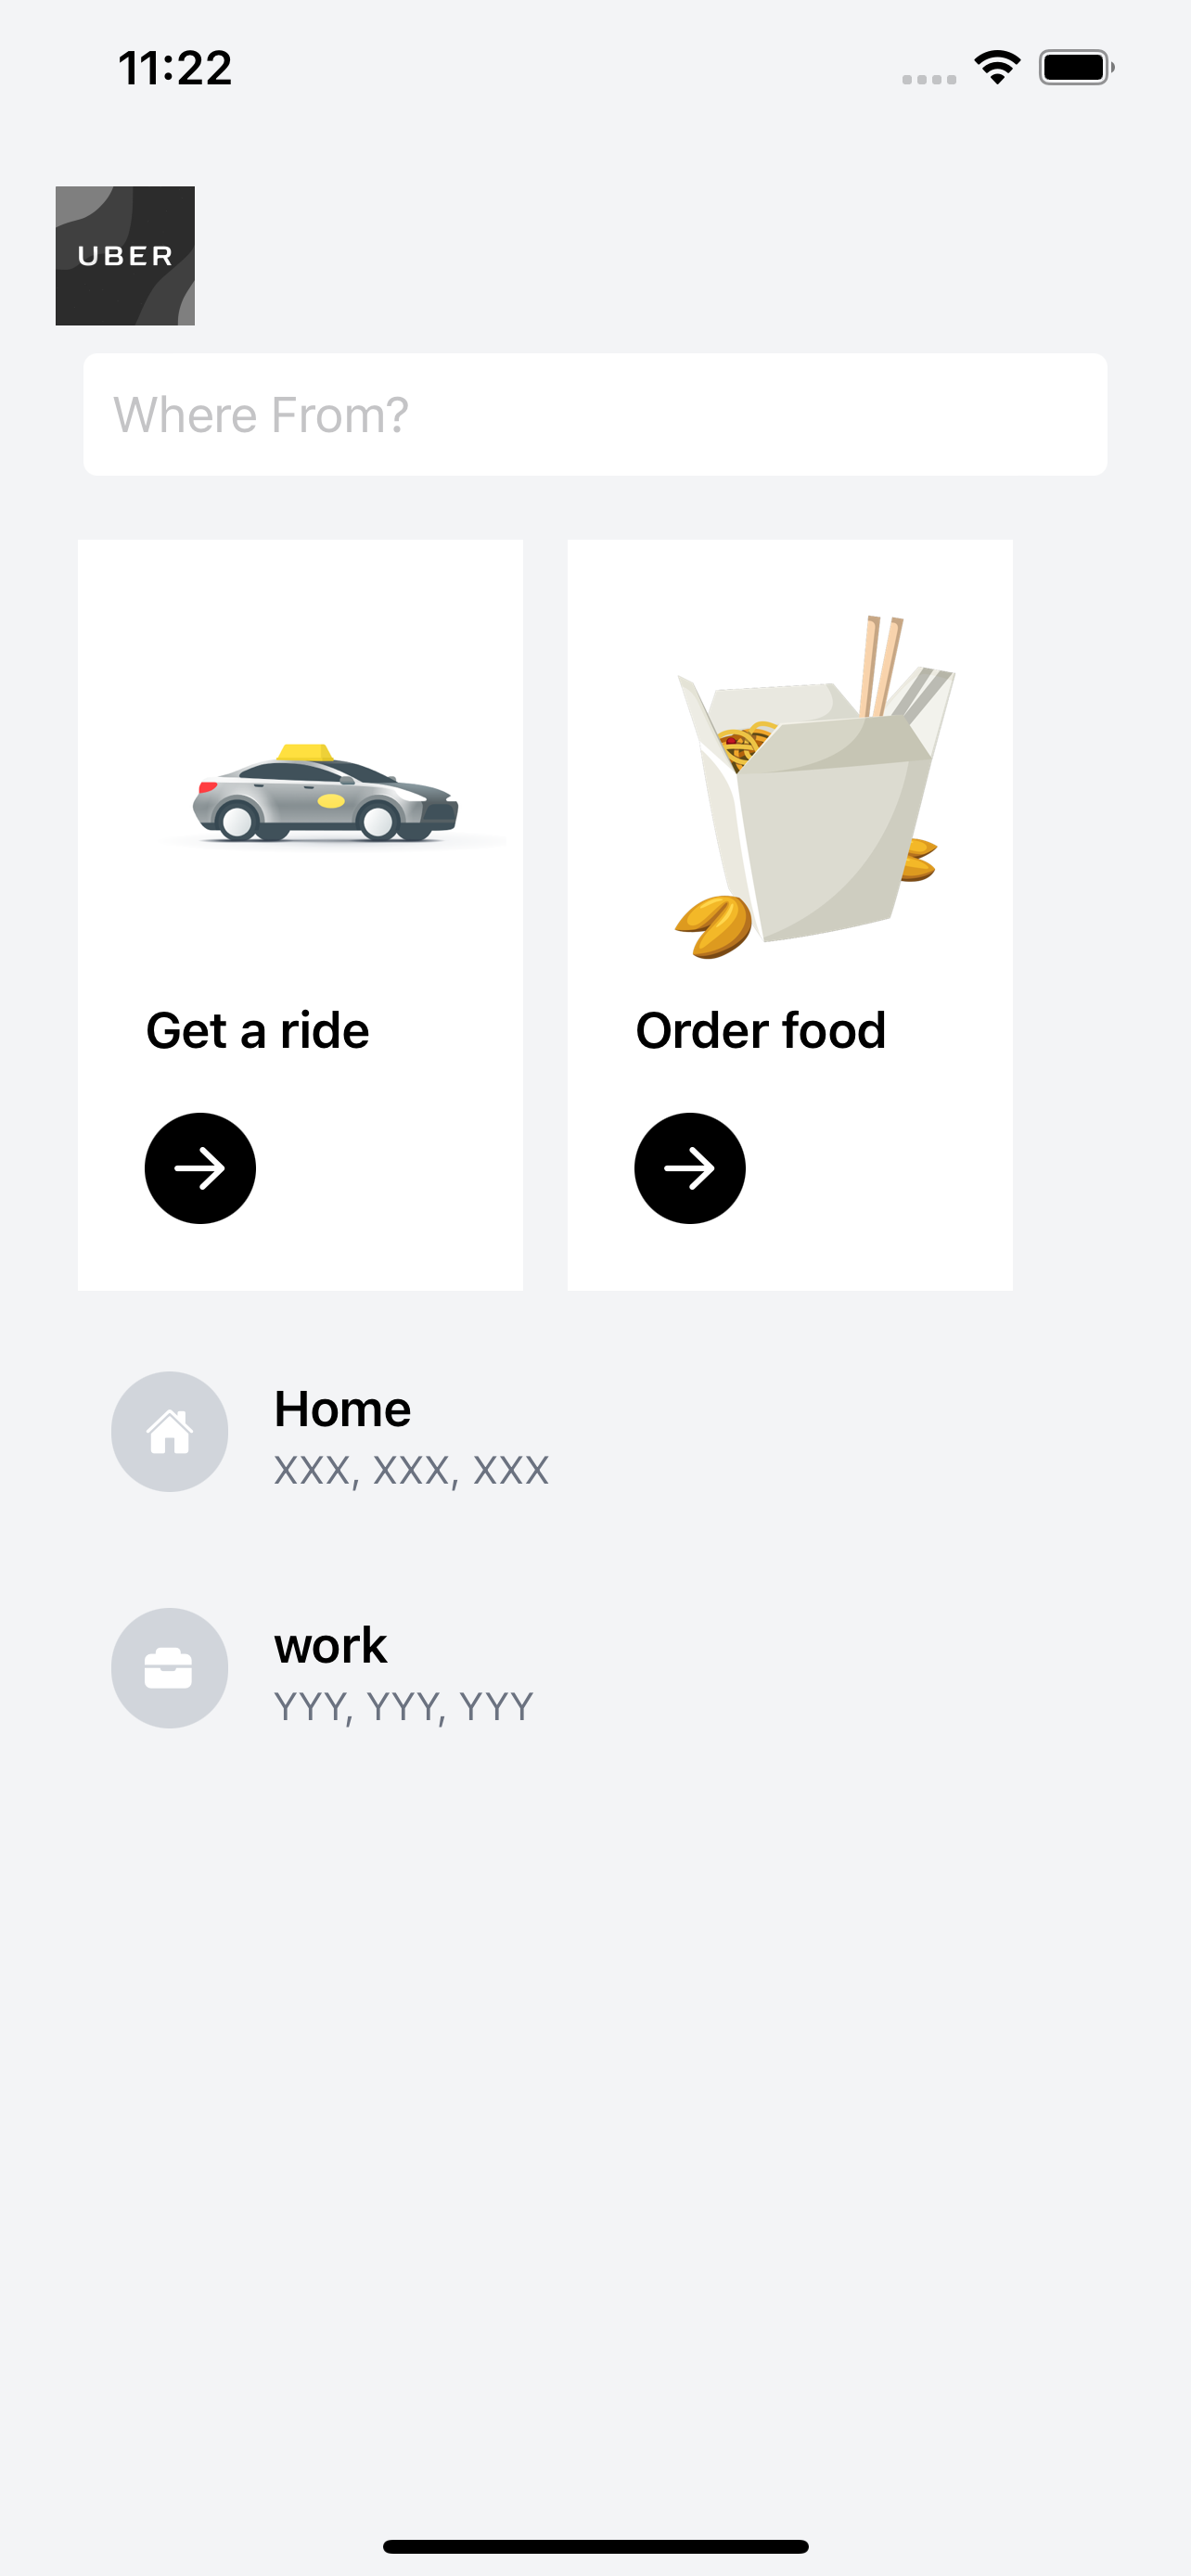 11:22
UBER
Where From?
Get a ride
Order food
Home
XXX, XXX, XXX
work
YYY, YYY, YYY